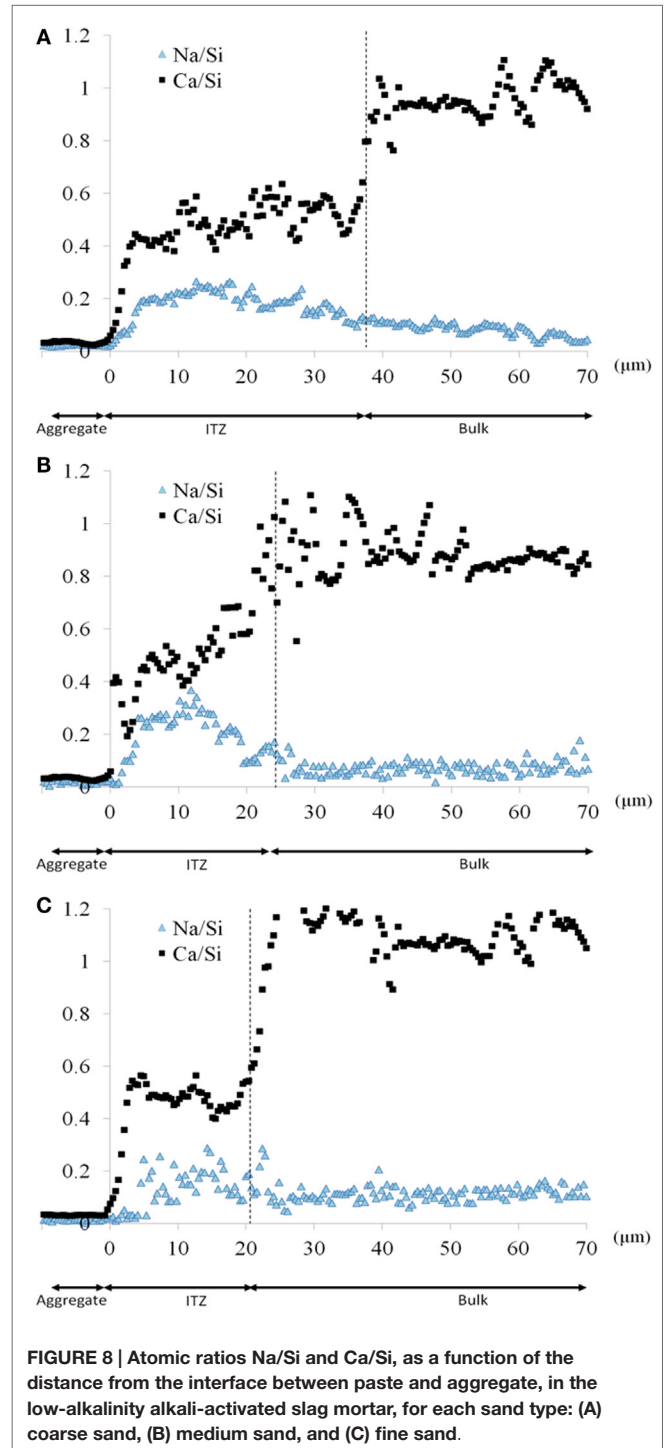 A
1.2
Na/Si
Ca/Si
1
0.8
0.6
0.4
0.2
0
0 10 20 30 40 50 60 70
(μm)
Aggregate ITZ Bulk
B
1.2
Na/Si
Ca/Si
1
0.8
0.6
0.4
0.2
0
0 10 20 30 40 50 60 70
(μm)
Aggregate ITZ Bulk
C
1.2
Na/Si
Ca/Si
1
0.8
0.6
0.4
0.2
0
0 10 20 30 40 50 60 70
(μm)
Aggregate ITZ Bulk
FIGURE 8 | Atomic ratios Na/Si and Ca/Si, as a function of the
distance from the interface between paste and aggregate, in the
low-alkalinity alkali-activated slag mortar, for each sand type: (A)
coarse sand, (B) medium sand, and (C) fine sand.